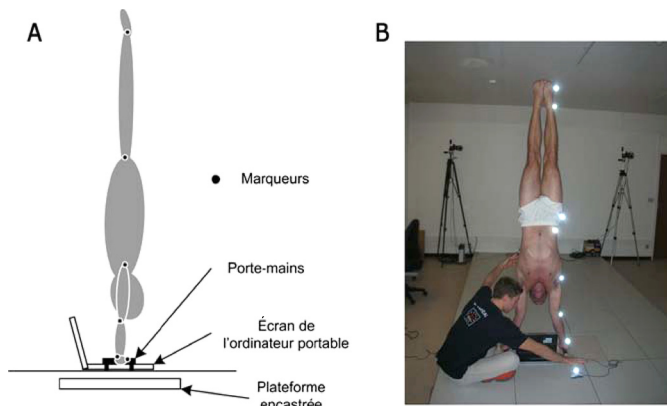 A
B
Marqueurs
Porte-mains
Écran de
l'ordinateur portable
Plateforme
encastrée